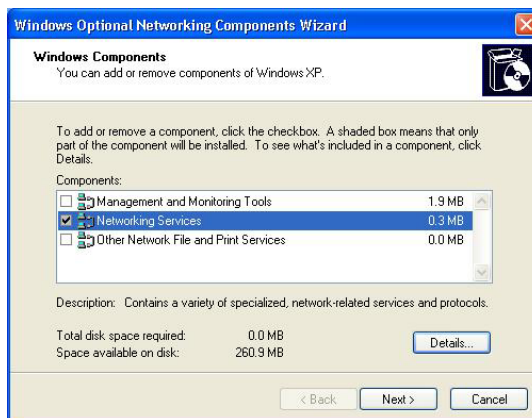 Windows Optional Networking Components Wizard
Windows Components
You can add or remove components of Windows XP.
To add or remove a component, click the checkbox. A shaded box means that only
part of the component will be installed. To see what's included in a component, click
Details.
Components:
Management and Monitoring Tools 1.9 MB
Networking Services 0.3 MB
Other Network File and Print Services 0.0 MB
Description: Contains a variety of specialized, network-related services and protocols.
Total disk space required: 0.0 MB
Space available on disk: 260.9 MB
Details...
< Back Next > Cancel